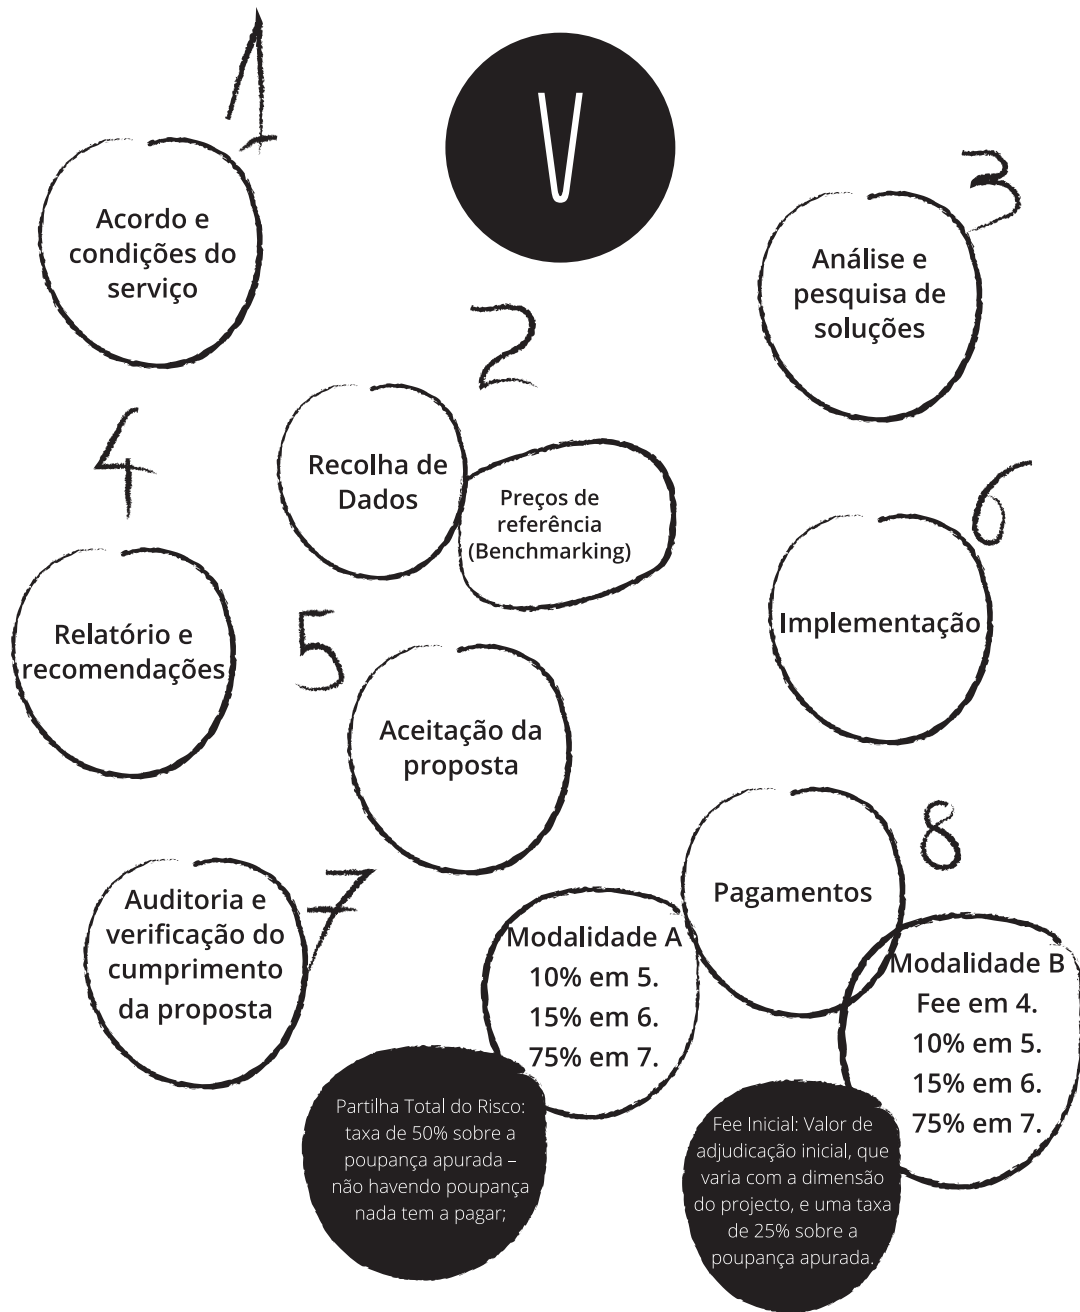 V
1
Acordo e
condições do
serviço
2
Recolha de
Dados
Preços de
referência
(Benchmarking)
3
Análise e
pesquisa de
soluções
4
Relatório e
recomendações
5
Aceitação da
proposta
6
Implementação
7
Auditoria e
verificação do
cumprimento
da proposta
8
Pagamentos
Modalidade A
10% em 5.
15% em 6.
75% em 7.
Partilha Total do Risco:
taxa de 50% sobre a
poupança apurada –
não havendo poupança
nada tem a pagar;
Modalidade B
Fee em 4.
10% em 5.
15% em 6.
75% em 7.
Fee Inicial: Valor de
adjudicação inicial, que
varia com a dimensão
do projecto, e uma taxa
de 25% sobre a
poupança apurada.